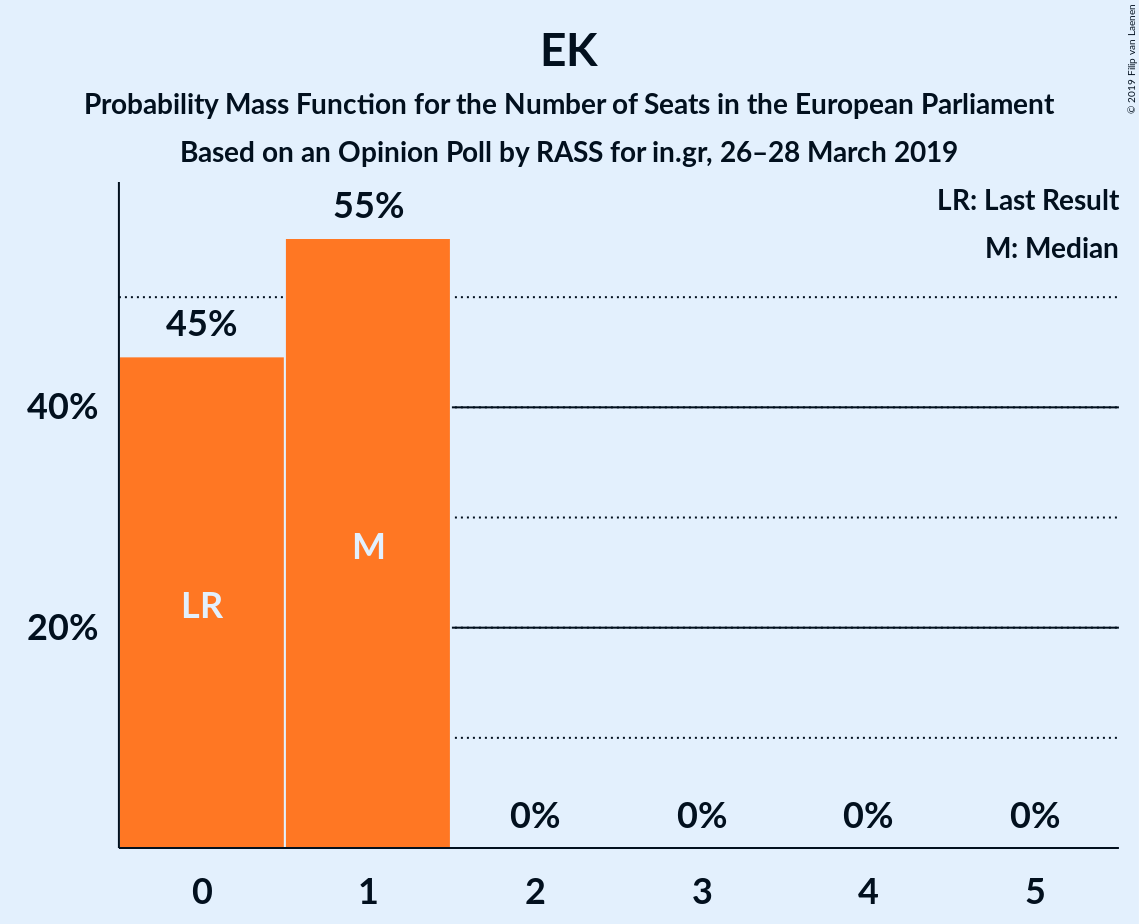 EK
Probability Mass Function for the Number of Seats in the European Parliament
Based on an Opinion Poll by RASS for in.gr, 26–28 March 2019
© 2019 Filip van Laenen
LR: Last Result
M: Median
55%
45%
40%
20%
M
LR
0%
0%
0%
0%
0
1
2
3
4
5